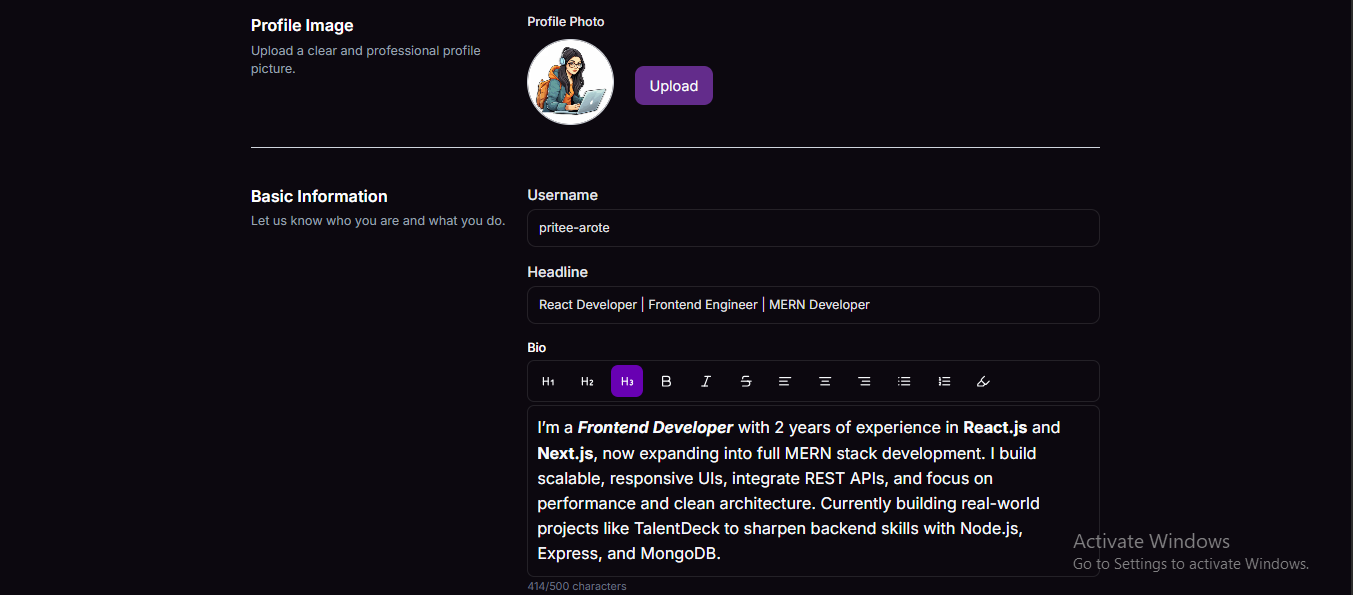 Profile Image
Upload a clear and professional profile
picture.
Profile Photo
Upload
Basic Information
Let us know who you are and what you do.
Username
pritee-arote
Headline
React Developer | Frontend Engineer | MERN Developer
Bio
H1 H2 H3 B I S
I’m a Frontend Developer with 2 years of experience in React.js and
Next.js, now expanding into full MERN stack development. I build
scalable, responsive UIs, integrate REST APIs, and focus on
performance and clean architecture. Currently building real-world
projects like TalentDeck to sharpen backend skills with Node.js,
Express, and MongoDB.
414/500 characters
Activate Windows
Go to Settings to activate Windows.